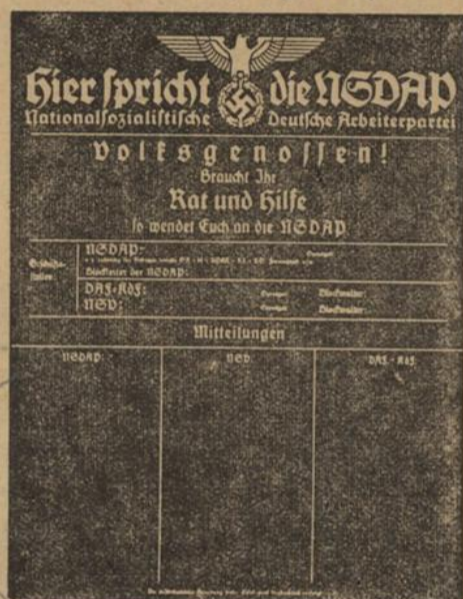 Hier spricht die NSDAP
Nationalsozialistische Deutsche Arbeiterpartei
Volksgenossen!
Braucht Ihr
Rat und Hilfe
so wendet Euch an die NSDAP
NSDAP:
Blockleiter der NSDAP:
DAF-KdF:
Blockwalter
NSV:
Blockwalter
Mitteilungen
NSDAP:
NSV
DAF - KdF